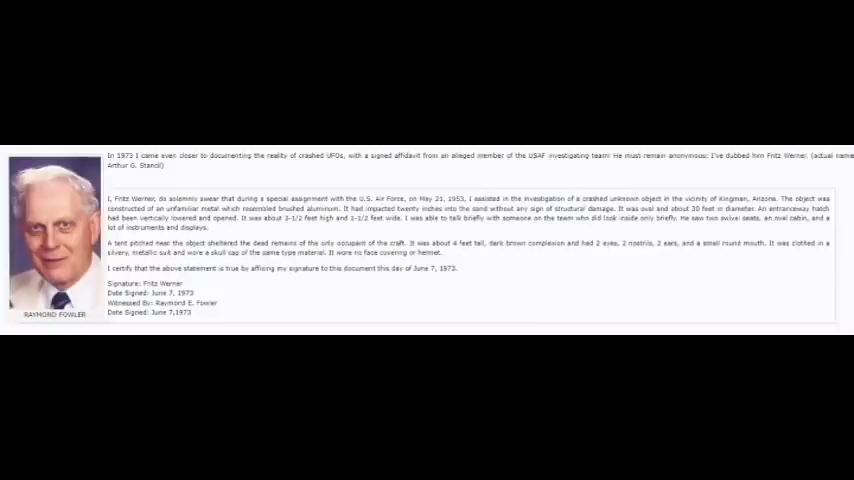 In 1973 I came even closer to documenting the reality of crashed UFOs, with a signed affidavit from an alleged member of the USAF investigating team! He must remain anonymous: I've dubbed him Fritz Werner. (actual name
Arthur G. Stancil)
I, Fritz Werner, do solemnly swear that during a special assignment with the U.S. Air Force, on May 21, 1953, I assisted in the investigation of a crashed unknown object in the vicinity of Kingman, Arizona. The object was
constructed of an unfamiliar metal which resembled brushed aluminum. It had impacted twenty inches into the sand without any sign of structural damage. It was oval and about 30 feet in diameter. An entranceway hatch
had been vertically lowered and opened. It was about 3-1/2 feet high and 1-1/2 feet wide. I was able to talk briefly with someone on the team who did look inside only briefly. He saw two swivel seats, an oval cabin, and a
lot of instruments and displays.
A tent pitched near the object sheltered the dead remains of the only occupant of the craft. It was about 4 feet tall, dark brown complexion and had 2 eyes, 2 nostrils, 2 ears, and a small round mouth. It was clothed in a
silvery, metallic suit and wore a skull cap of the same type material. It wore no face covering or helmet.
I certify that the above statement is true by affixing my signature to this document this day of June 7, 1973.
Signature: Fritz Werner
Date Signed: June 7, 1973
Witnessed By: Raymond E. Fowler
Date Signed: June 7,1973
RAYMOND FOWLER